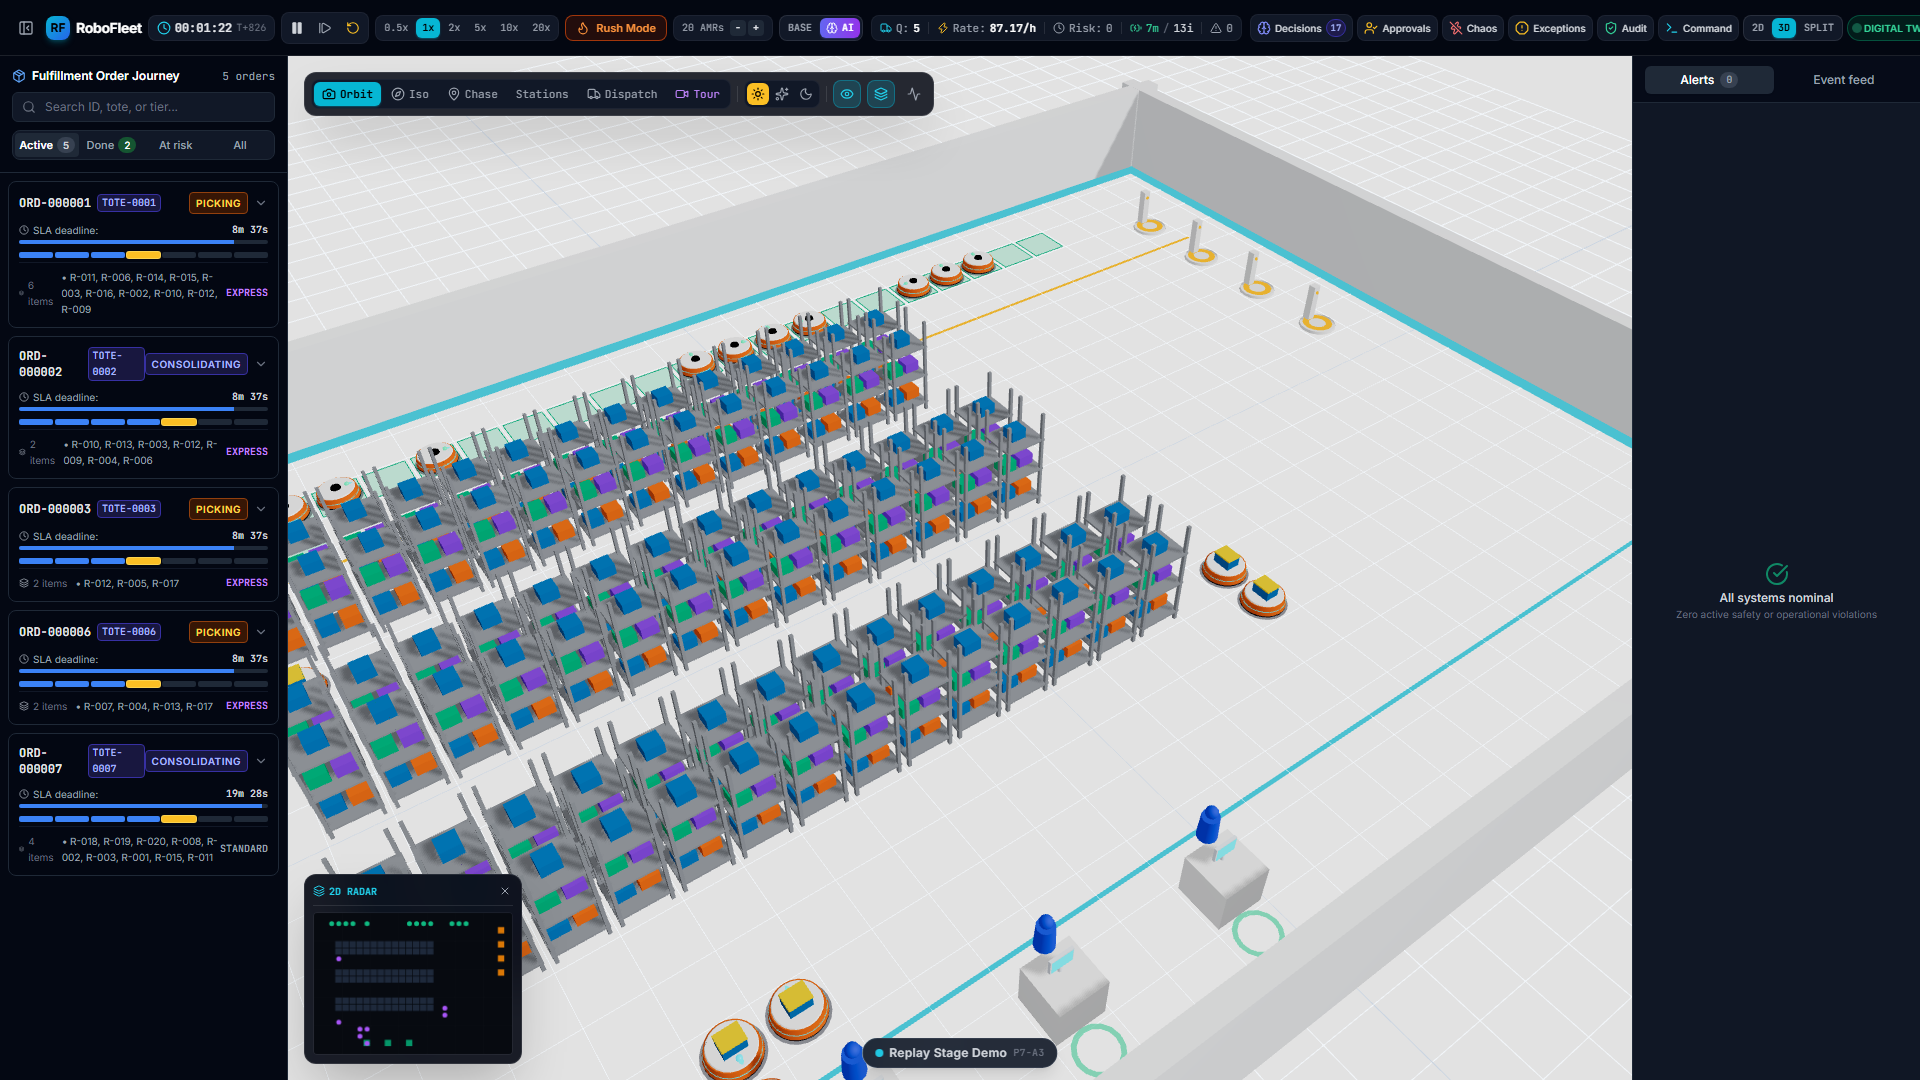 RF RoboFleet 00:01:22 T+826 0.5x 1x 2x 5x 10x 20x Rush Mode 20 AMRs - + BASE AI Q: 5 Rate: 87.17/h Risk: 0 7m / 13i 0 Decisions 17 Approvals Chaos Exceptions Audit Command 2D 3D SPLIT DIGITAL TW
Fulfillment Order Journey 5 orders
Search ID, tote, or tier...
Active 5 Done 2 At risk All
ORD-000001 TOTE-0001 PICKING
SLA deadline: 8m 37s
6 items • R-011, R-006, R-014, R-015, R-
003, R-016, R-002, R-010, R-012,
R-009
EXPRESS
ORD-
000002
TOTE-
0002
CONSOLIDATING
SLA deadline: 8m 37s
2 items • R-010, R-013, R-003, R-012, R-
009, R-004, R-006
EXPRESS
ORD-000003 TOTE-0003 PICKING
SLA deadline: 8m 37s
2 items • R-012, R-005, R-017 EXPRESS
ORD-000006 TOTE-0006 PICKING
SLA deadline: 8m 37s
2 items • R-007, R-004, R-013, R-017 EXPRESS
ORD-
000007
TOTE-
0007
CONSOLIDATING
SLA deadline: 19m 28s
4 items • R-018, R-019, R-020, R-008, R-
002, R-003, R-001, R-015, R-011
STANDARD
Orbit Iso Chase Stations Dispatch Tour
2D RADAR
Replay Stage Demo P7-A3
Alerts 0 Event feed
All systems nominal
Zero active safety or operational violations